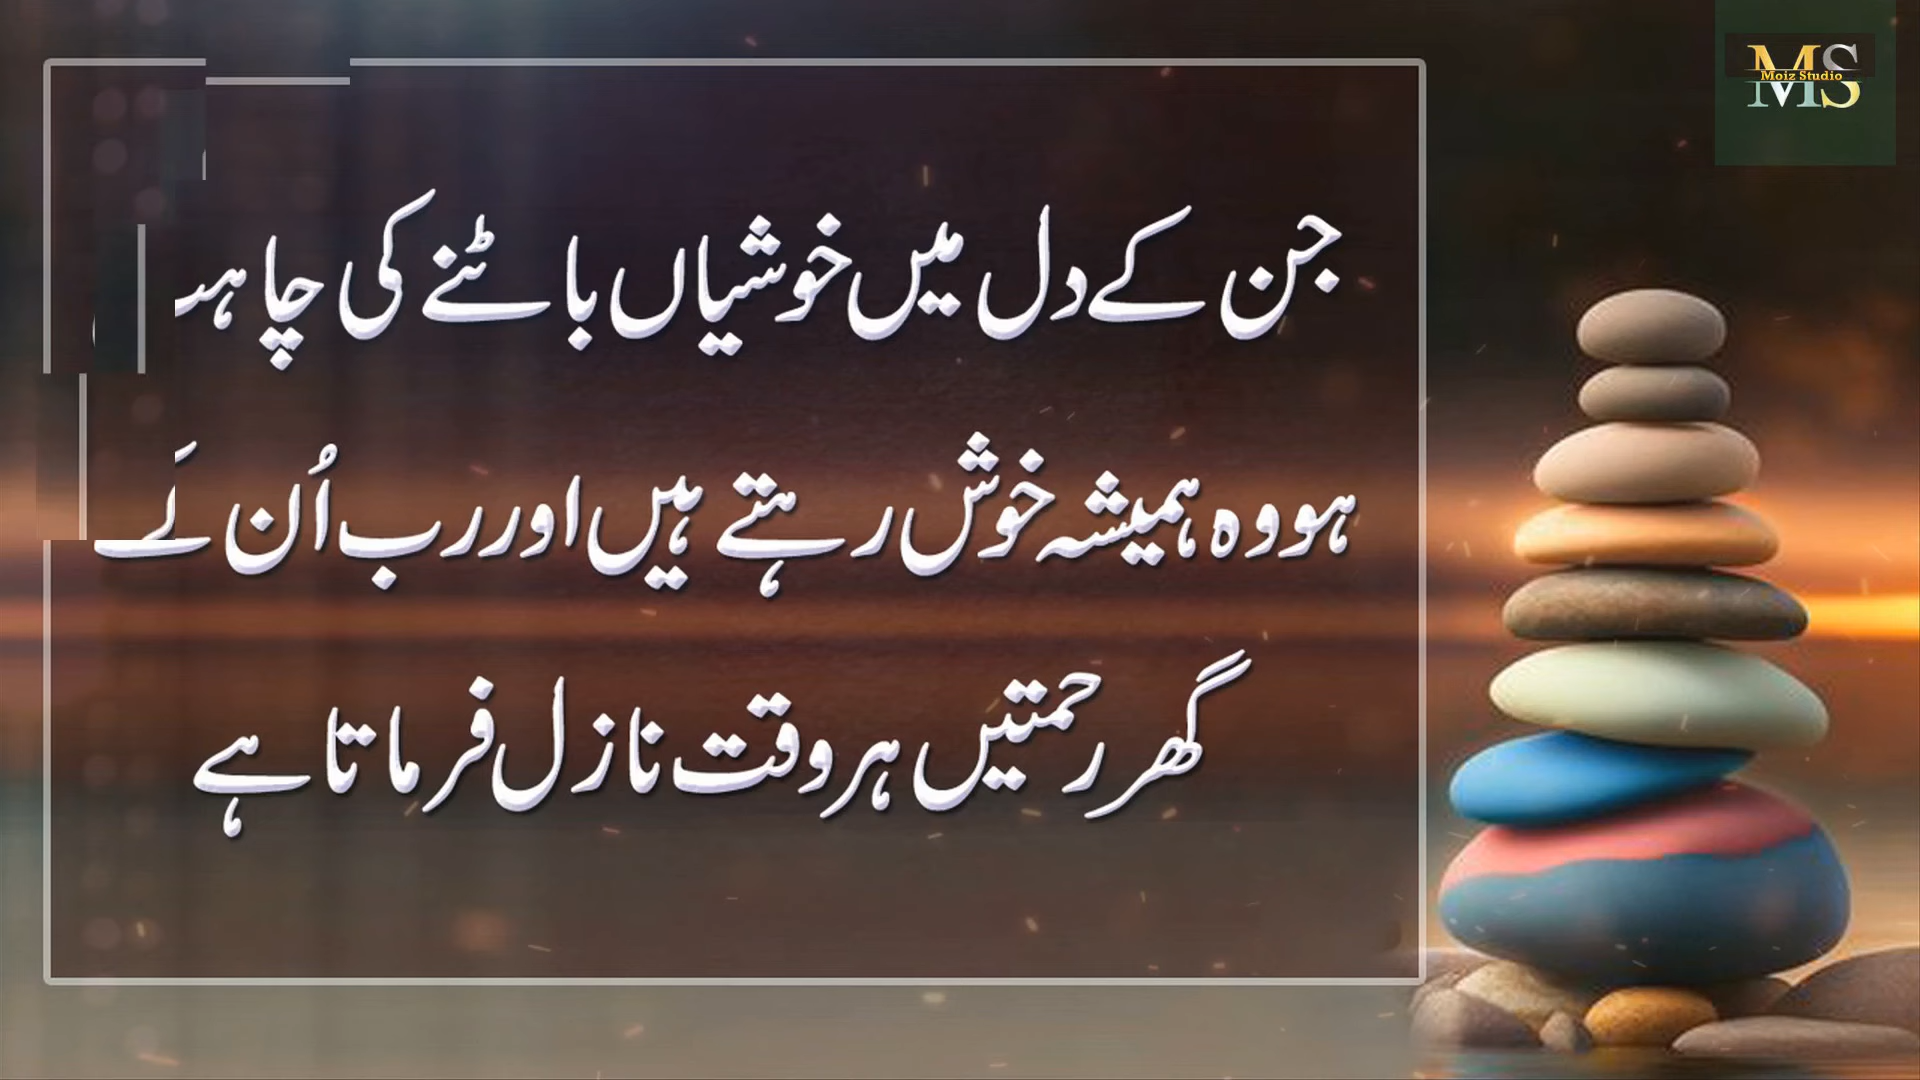 جن کے دل میں خوشیاں بانٹنے کی
ہو وہ ہمیشہ خوش رہتے ہیں اور رب اُن کے
گھر رحمتیں ہر وقت نازل فرماتا ہے
MS
Moiz Studio